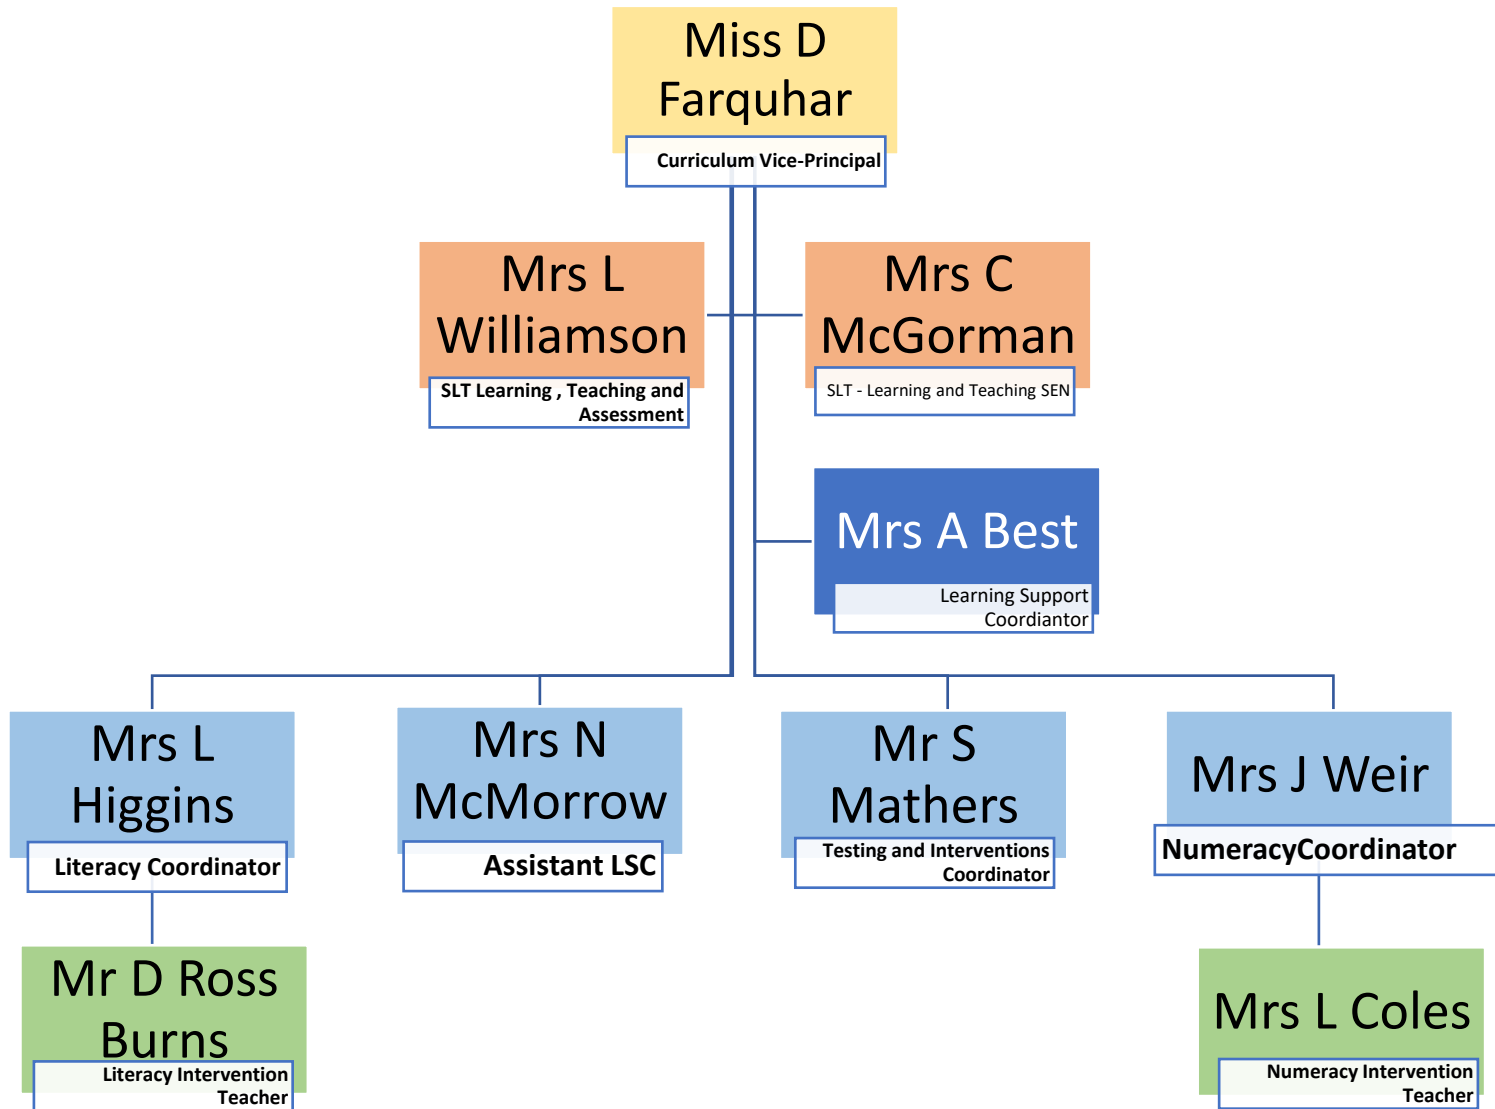 Miss D
Farquhar
Curriculum Vice-Principal
Mrs L
Williamson
SLT Learning , Teaching and
Assessment
Mrs C
McGorman
SLT - Learning and Teaching SEN
Mrs A Best
Learning Support
Coordiantor
Mrs L
Higgins
Literacy Coordinator
Mrs N
McMorrow
Assistant LSC
Mr S
Mathers
Testing and Interventions
Coordinator
Mrs J Weir
NumeracyCoordinator
Mr D Ross
Burns
Literacy Intervention
Teacher
Mrs L Coles
Numeracy Intervention
Teacher